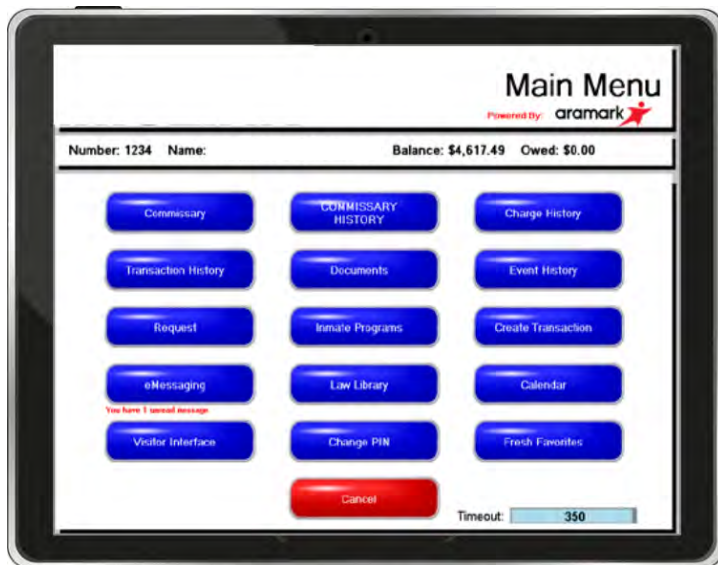 Main Menu
Powered By: aramark
Number: 1234 Name: Balance: $4,617.49 Owed: $0.00
Commissary COMMISSARY HISTORY Charge History
Transaction History Documents Event History
Request Inmate Programs Create Transaction
eMessaging Law Library Calendar
You have 1 unread message
Visitor Interface Change PIN Fresh Favorites
Cancel
Timeout: 350